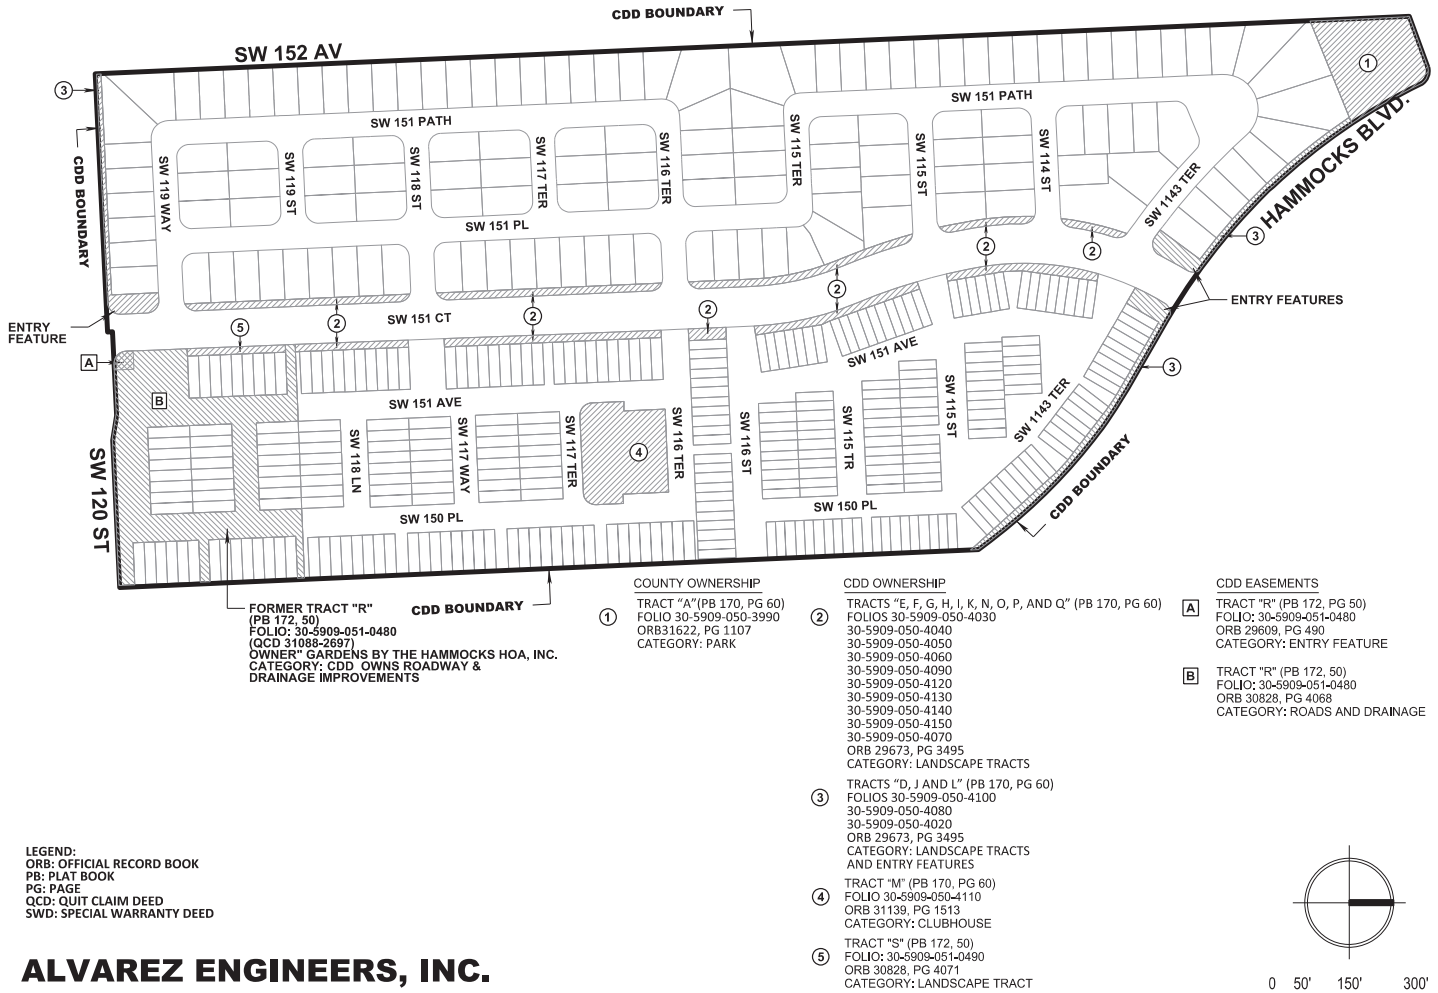 CDD BOUNDARY
SW 152 AV
1
3
SW 151 PATH
SW 151 PATH
HAMMOCKS BLVD.
CDD BOUNDARY
SW 119 WAY
SW 119 ST
SW 118 ST
SW 117 TER
SW 116 TER
SW 115 TER
SW 115 ST
SW 114 ST
SW 1143 TER
SW 151 PL
3
2
2
ENTRY FEATURES
ENTRY
FEATURE
5
2
SW 151 CT
2
2
2
A
SW 151 AVE
3
B
SW 151 AVE
SW 120 ST
SW 118 LN
SW 117 WAY
SW 117 TER
4
SW 116 TER
SW 116 ST
SW 115 TR
SW 115 ST
SW 1143 TER
CDD BOUNDARY
SW 150 PL
SW 150 PL
CDD BOUNDARY
FORMER TRACT "R"
(PB 172, 50)
FOLIO: 30-5909-051-0480
(QCD 31088-2697)
OWNER" GARDENS BY THE HAMMOCKS HOA, INC.
CATEGORY: CDD OWNS ROADWAY &
DRAINAGE IMPROVEMENTS
COUNTY OWNERSHIP
1
TRACT "A"(PB 170, PG 60)
FOLIO 30-5909-050-3990
ORB31622, PG 1107
CATEGORY: PARK
CDD OWNERSHIP
2
TRACTS “E, F, G, H, I, K, N, O, P, AND Q” (PB 170, PG 60)
FOLIOS 30-5909-050-4030
30-5909-050-4040
30-5909-050-4050
30-5909-050-4060
30-5909-050-4090
30-5909-050-4120
30-5909-050-4130
30-5909-050-4140
30-5909-050-4150
30-5909-050-4070
ORB 29673, PG 3495
CATEGORY: LANDSCAPE TRACTS
3
TRACTS “D, J AND L” (PB 170, PG 60)
FOLIOS 30-5909-050-4100
30-5909-050-4080
30-5909-050-4020
ORB 29673, PG 3495
CATEGORY: LANDSCAPE TRACTS
AND ENTRY FEATURES
4
TRACT "M" (PB 170, PG 60)
FOLIO 30-5909-050-4110
ORB 31139, PG 1513
CATEGORY: CLUBHOUSE
5
TRACT "S" (PB 172, 50)
FOLIO: 30-5909-051-0490
ORB 30828, PG 4071
CATEGORY: LANDSCAPE TRACT
CDD EASEMENTS
A
TRACT "R" (PB 172, PG 50)
FOLIO: 30-5909-051-0480
ORB 29609, PG 490
CATEGORY: ENTRY FEATURE
B
TRACT "R" (PB 172, 50)
FOLIO: 30-5909-051-0480
ORB 30828, PG 4068
CATEGORY: ROADS AND DRAINAGE
LEGEND:
ORB: OFFICIAL RECORD BOOK
PB: PLAT BOOK
PG: PAGE
QCD: QUIT CLAIM DEED
SWD: SPECIAL WARRANTY DEED
ALVAREZ ENGINEERS, INC.
0 50' 150' 300'